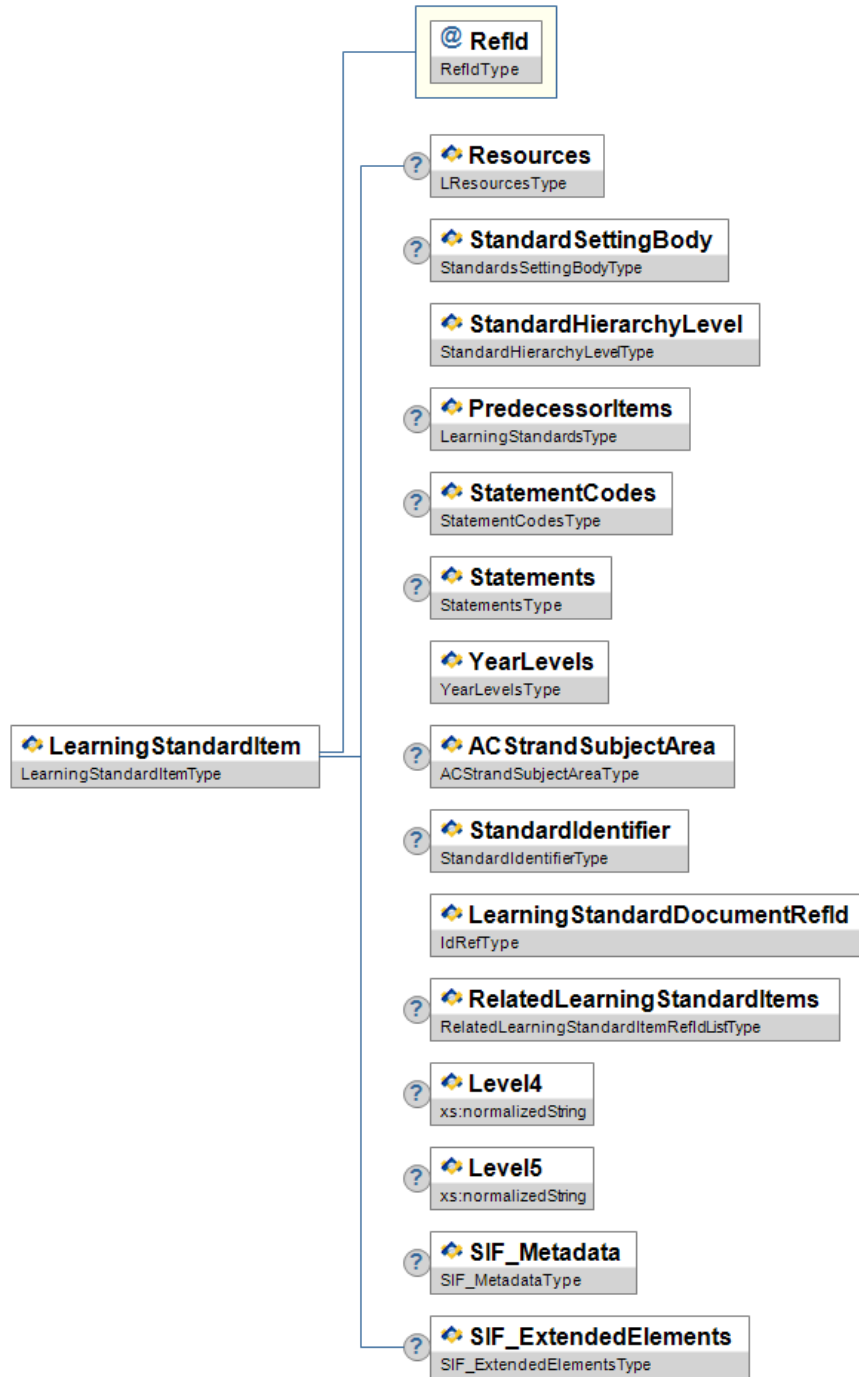 @ RefId
RefIdType
? Resources
LResourcesType
? StandardSettingBody
StandardsSettingBodyType
StandardHierarchyLevel
StandardHierarchyLevelType
? PredecessorItems
LearningStandardsType
? StatementCodes
StatementCodesType
? Statements
StatementsType
YearLevels
YearLevelsType
LearningStandardItem
LearningStandardItemType
? ACStrandSubjectArea
ACStrandSubjectAreaType
? StandardIdentifier
StandardIdentifierType
LearningStandardDocumentRefId
IdRefType
? RelatedLearningStandardItems
RelatedLearningStandardItemRefIdListType
? Level4
xs:normalizedString
? Level5
xs:normalizedString
? SIF_Metadata
SIF_MetadataType
? SIF_ExtendedElements
SIF_ExtendedElementsType